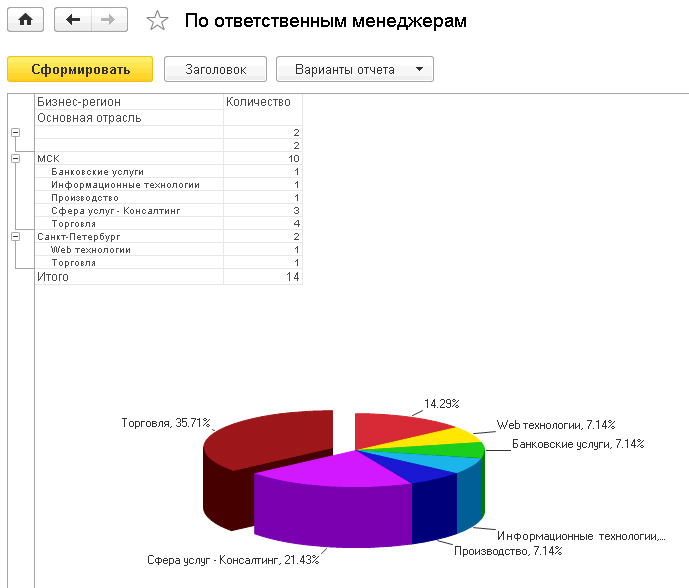 По ответственным менеджерам
Сформировать Заголовок Варианты отчета
Бизнес-регион Количество
Основная отрасль
2
2
МСК 10
Банковские услуги 1
Информационные технологии 1
Производство 1
Сфера услуг - Консалтинг 3
Торговля 4
Санкт-Петербург 2
Web технологии 1
Торговля 1
Итого 14
14.29%
Торговля, 35.71%
Web технологии, 7.14%
Банковские услуги, 7.14%
Информационные технологии,...
Производство, 7.14%
Сфера услуг - Консалтинг, 21.43%